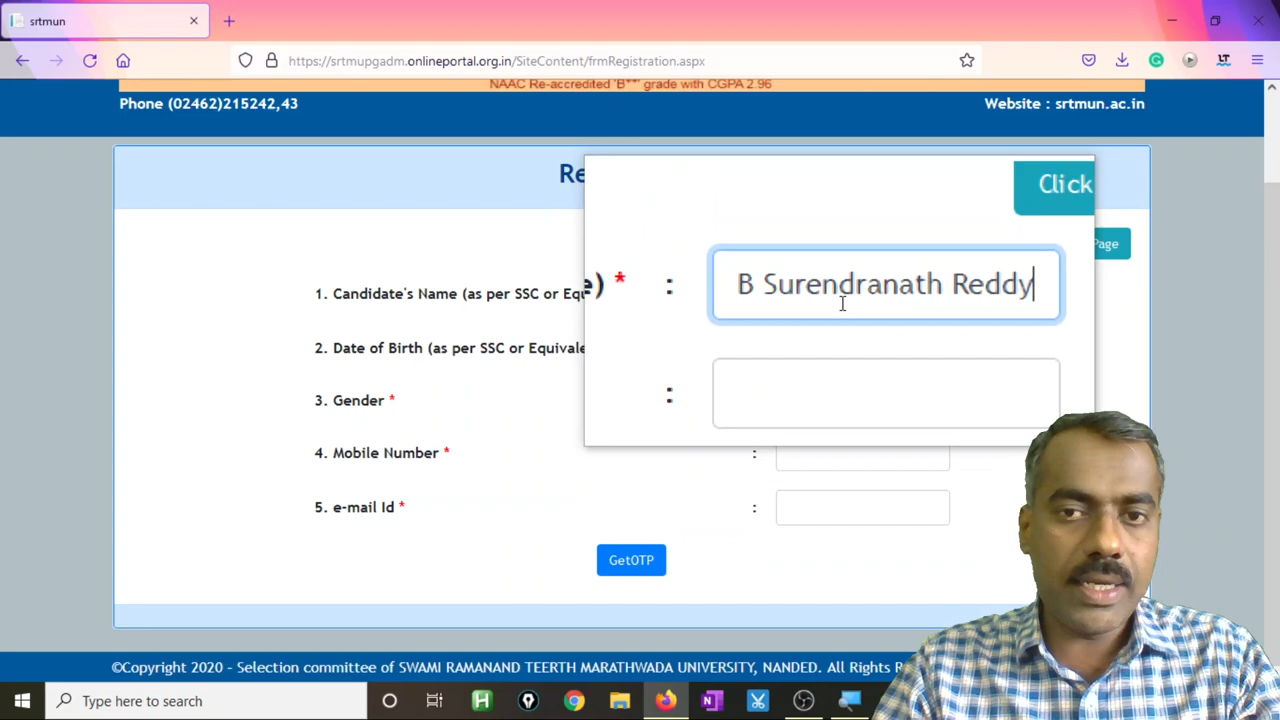 srtmun
https://srtmupgadm.onlineportal.org.in/SiteContent/frmRegistration.aspx
NAAC Re-accredited 'B++' grade with CGPA 2.96
Phone (02462)215242,43
Website : srtmun.ac.in
Click
Page
1. Candidate's Name (as per SSC or
* : B Surendranath Reddy
2. Date of Birth (as per SSC or
:
3. Gender *
4. Mobile Number * :
5. e-mail Id * :
GetOTP
©Copyright 2020 - Selection committee of SWAMI RAMANAND TEERTH MARATHWADA UNIVERSITY, NANDED. All Rights
Type here to search